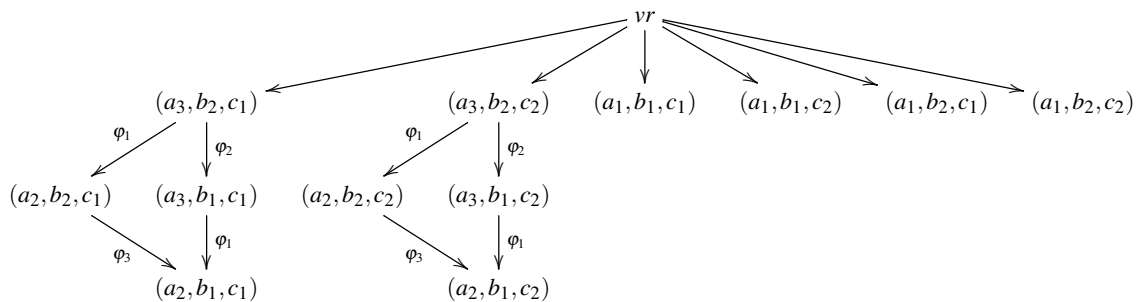 vr
(a₃,b₂,c₁) (a₃,b₂,c₂) (a₁,b₁,c₁) (a₁,b₁,c₂) (a₁,b₂,c₁) (a₁,b₂,c₂)
φ₁ φ₂ φ₁ φ₂
(a₂,b₂,c₁) (a₃,b₁,c₁) (a₂,b₂,c₂) (a₃,b₁,c₂)
φ₃ φ₁ φ₃ φ₁
(a₂,b₁,c₁) (a₂,b₁,c₂)